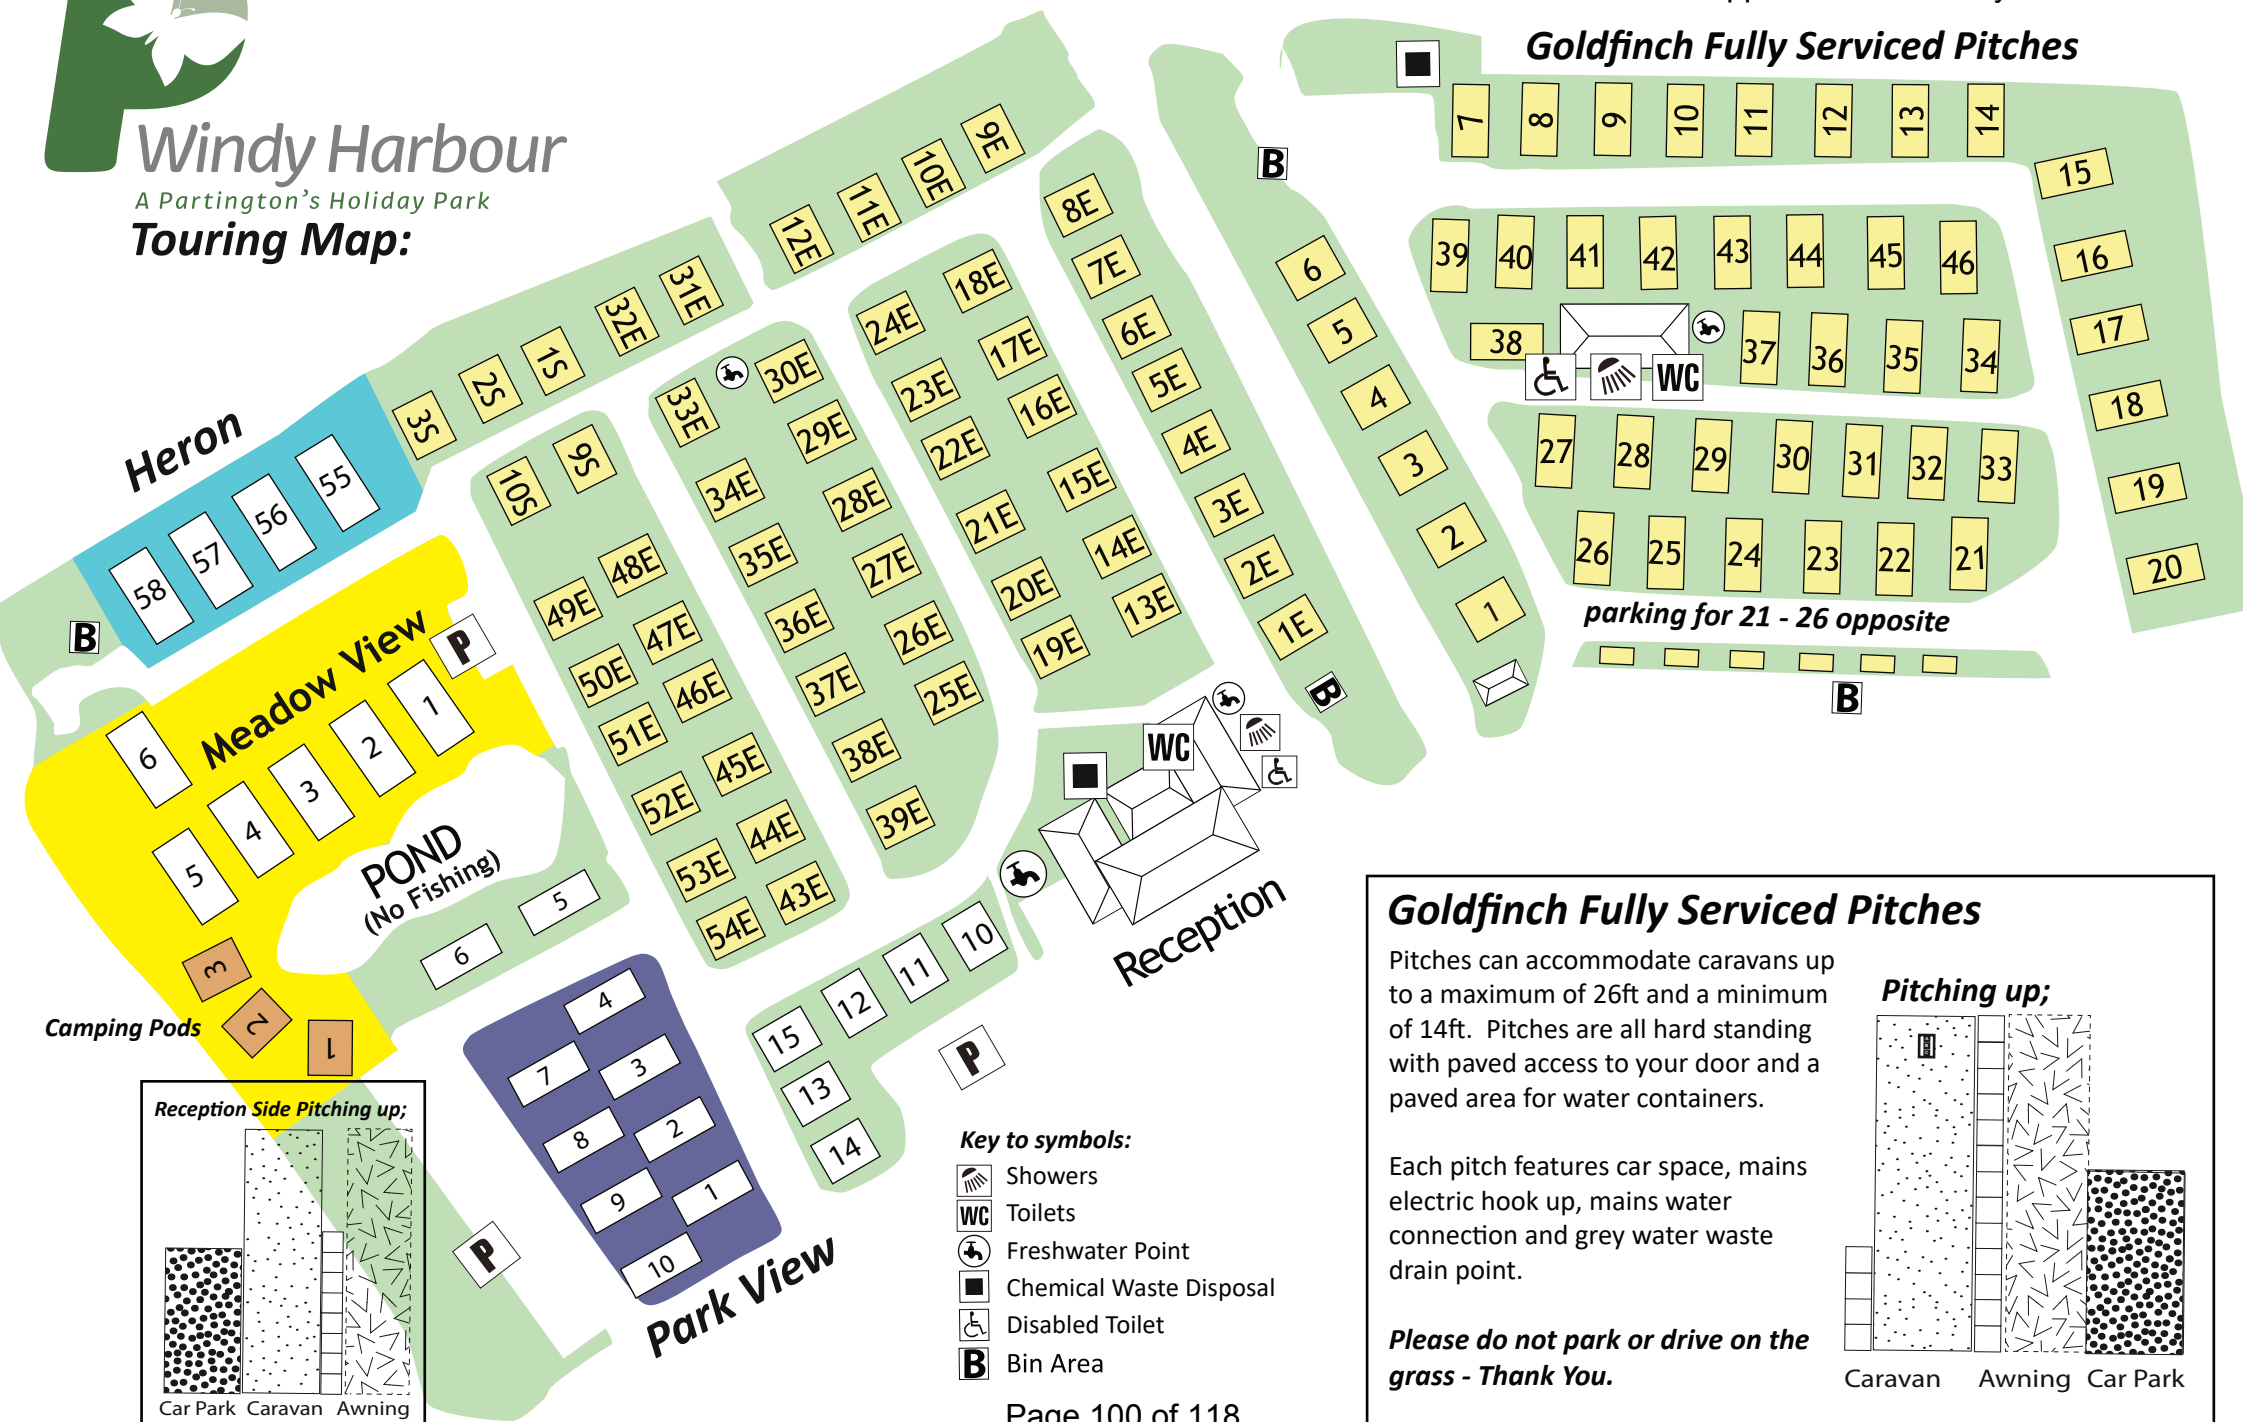 Goldfinch Fully Serviced Pitches
Windy Harbour
A Partington's Holiday Park
Touring Map:
7 8 9 10 11 12 13 14
15
16
17
18
19
20
39 40 41 42 43 44 45 46
38
WC
37 36 35 34
27 28 29 30 31 32 33
26 25 24 23 22 21
parking for 21 - 26 opposite
B
B
6
5
4
3
2
1
12E 11E 10E 9E
8E
7E
6E
5E
4E
3E
2E
1E
B
3S 2S 1S 32E 31E
24E 18E
23E 17E
22E 16E
21E 15E
20E 14E
19E 13E
33E 30E
34E 29E
35E 28E
36E 27E
37E 26E
38E 25E
39E
10S 9S
49E 48E
50E 47E
51E 46E
52E 45E
53E 44E
54E 43E
Heron
58 57 56 55
B
Meadow View
P
6
5 4 3 2 1
POND
(No Fishing)
6 5
3
2
1
Camping Pods
WC
Reception
15 12 11 10
13
14
P
4
7 3
8 2
9 1
10
Park View
P
Reception Side Pitching up;
Car Park Caravan Awning
Key to symbols:
Showers
WC Toilets
Freshwater Point
Chemical Waste Disposal
Disabled Toilet
B Bin Area
Page 100 of 118
Goldfinch Fully Serviced Pitches
Pitches can accommodate caravans up
to a maximum of 26ft and a minimum
of 14ft. Pitches are all hard standing
with paved access to your door and a
paved area for water containers.
Each pitch features car space, mains
electric hook up, mains water
connection and grey water waste
drain point.
Please do not park or drive on the
grass - Thank You.
Pitching up;
Caravan Awning Car Park